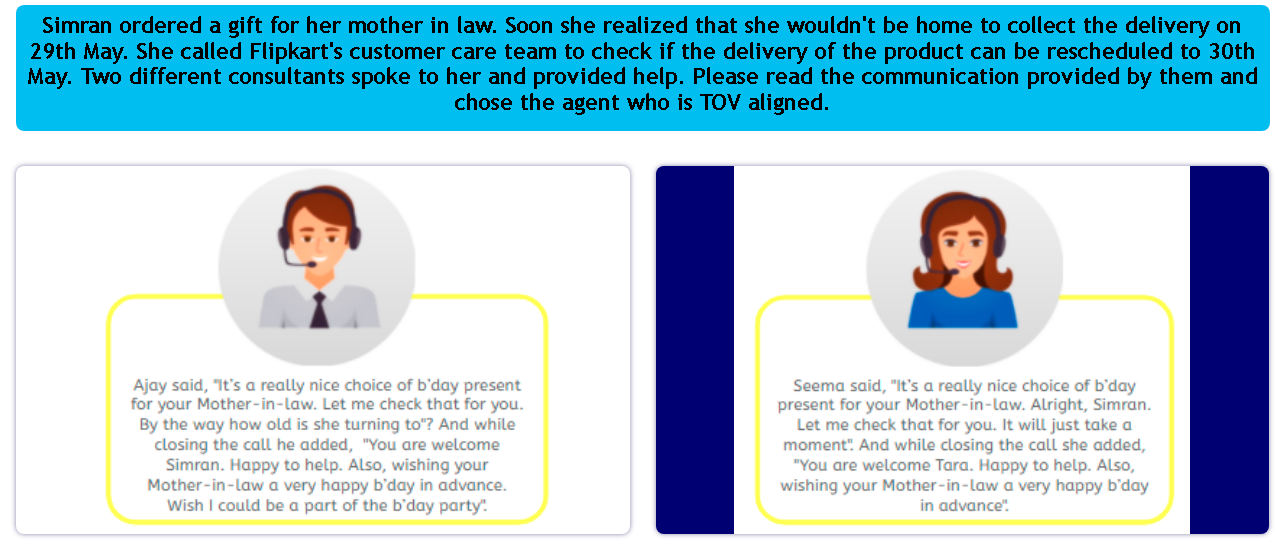 Simran ordered a gift for her mother in law. Soon she realized that she wouldn't be home to collect the delivery on
29th May. She called Flipkart's customer care team to check if the delivery of the product can be rescheduled to 30th
May. Two different consultants spoke to her and provided help. Please read the communication provided by them and
chose the agent who is TOV aligned.
Ajay said, "It's a really nice choice of b'day present
for your Mother-in-law. Let me check that for you.
By the way how old is she turning to"? And while
closing the call he added, "You are welcome
Simran. Happy to help. Also, wishing your
Mother-in-law a very happy b'day in advance.
Wish I could be a part of the b'day party".
Seema said, "It's a really nice choice of b'day
present for your Mother-in-law. Alright, Simran.
Let me check that for you. It will just take a
moment". And while closing the call she added,
"You are welcome Tara. Happy to help. Also,
wishing your Mother-in-law a very happy b'day
in advance".